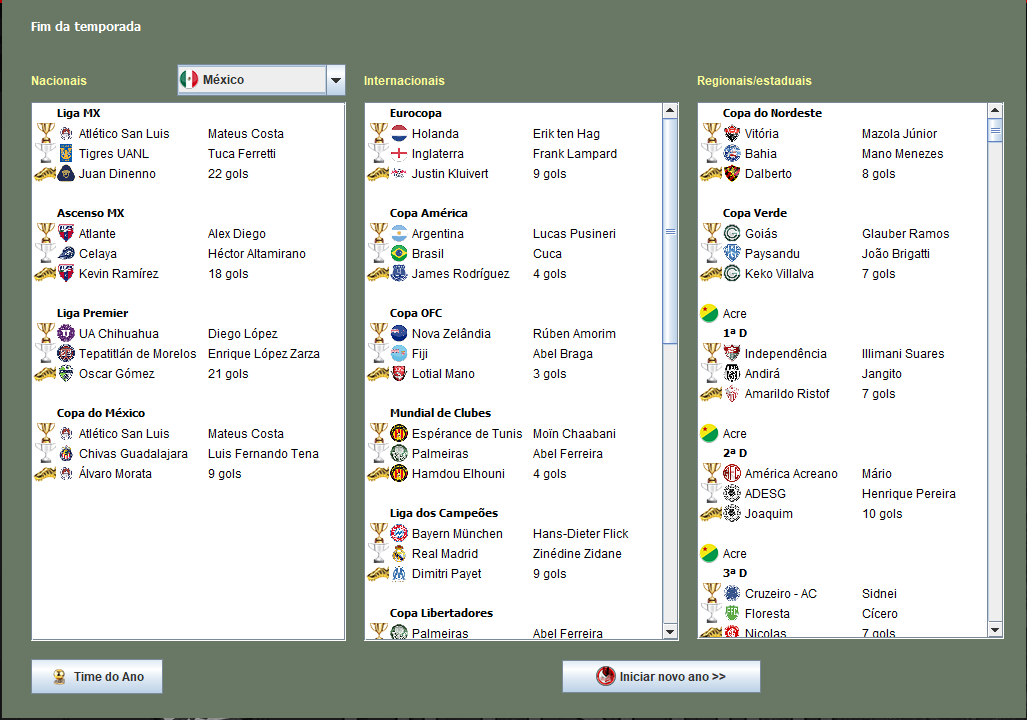 Fim da temporada
Nacionais
México
Internacionais
Regionais/estaduais
Liga MX
Atlético San Luis Mateus Costa
Tigres UANL Tuca Ferretti
Juan Dinenno 22 gols
Ascenso MX
Atlante Alex Diego
Celaya Héctor Altamirano
Kevin Ramírez 18 gols
Liga Premier
UA Chihuahua Diego López
Tepatitlán de Morelos Enrique López Zarza
Oscar Gómez 21 gols
Copa do México
Atlético San Luis Mateus Costa
Chivas Guadalajara Luis Fernando Tena
Álvaro Morata 9 gols
Eurocopa
Holanda Erik ten Hag
Inglaterra Frank Lampard
Justin Kluivert 9 gols
Copa América
Argentina Lucas Pusineri
Brasil Cuca
James Rodríguez 4 gols
Copa OFC
Nova Zelândia Rúben Amorim
Fiji Abel Braga
Lotial Mano 3 gols
Mundial de Clubes
Espérance de Tunis Moïn Chaabani
Palmeiras Abel Ferreira
Hamdou Elhouni 4 gols
Liga dos Campeões
Bayern München Hans-Dieter Flick
Real Madrid Zinédine Zidane
Dimitri Payet 9 gols
Copa Libertadores
Palmeiras Abel Ferreira
Copa do Nordeste
Vitória Mazola Júnior
Bahia Mano Menezes
Dalberto 8 gols
Copa Verde
Goiás Glauber Ramos
Paysandu João Brigatti
Keko Villalva 7 gols
Acre
1ª D
Independência Illimani Suares
Andirá Jangito
Amarildo Ristof 7 gols
Acre
2ª D
América Acreano Mário
ADESG Henrique Pereira
Joaquim 10 gols
Acre
3ª D
Cruzeiro - AC Sidnei
Floresta Cícero
Nicolas 7 gols
Time do Ano
Iniciar novo ano >>